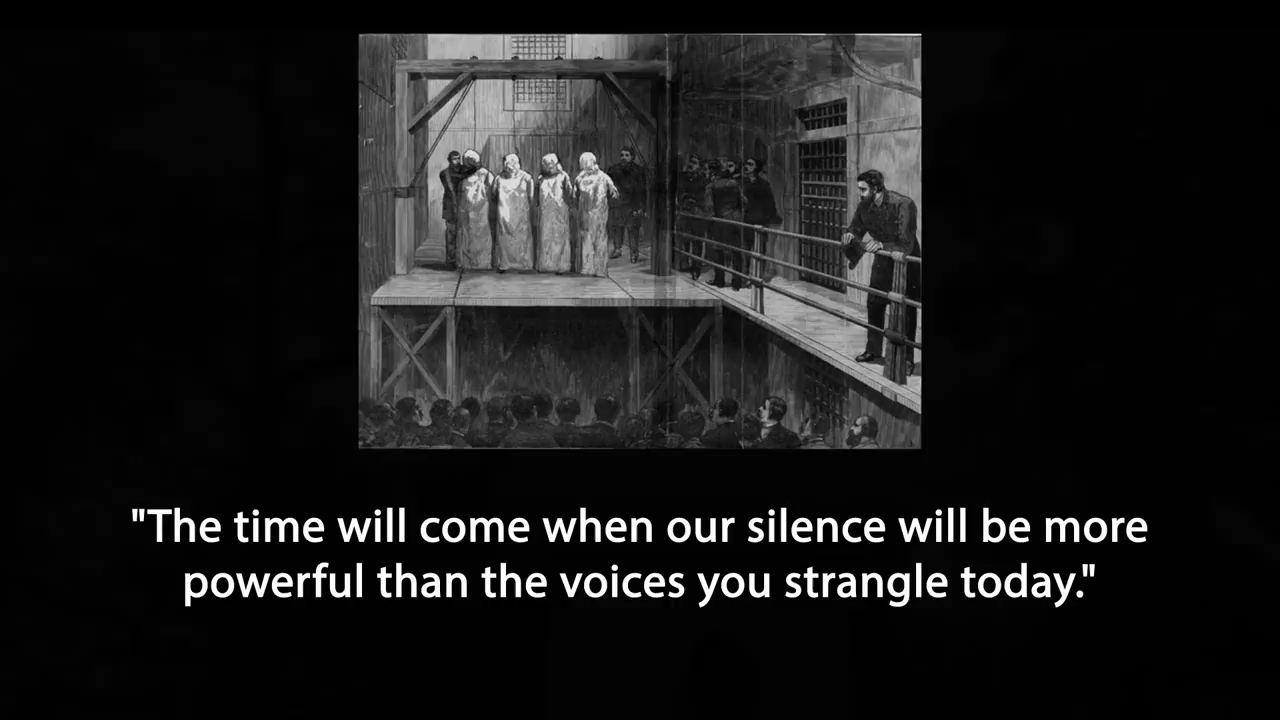 "The time will come when our silence will be more
powerful than the voices you strangle today."